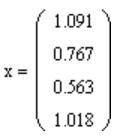 x = ( 1.091
0.767
0.563
1.018 )